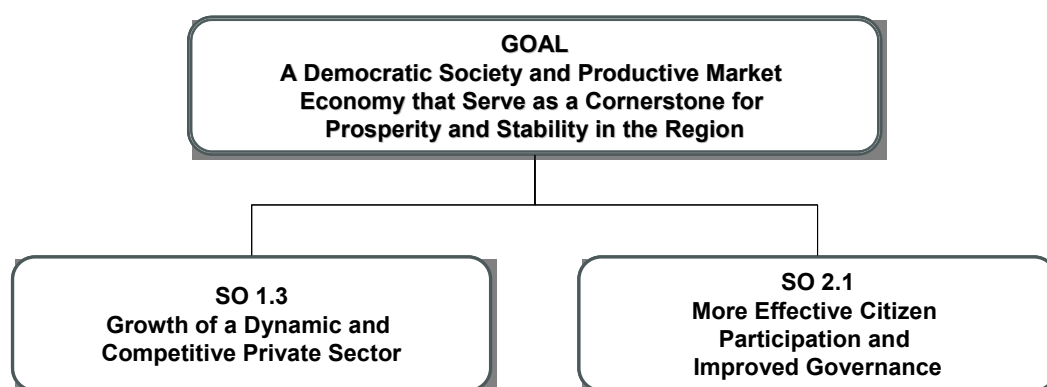 GOAL
A Democratic Society and Productive Market
Economy that Serve as a Cornerstone for
Prosperity and Stability in the Region
SO 1.3
Growth of a Dynamic and
Competitive Private Sector
SO 2.1
More Effective Citizen
Participation and
Improved Governance